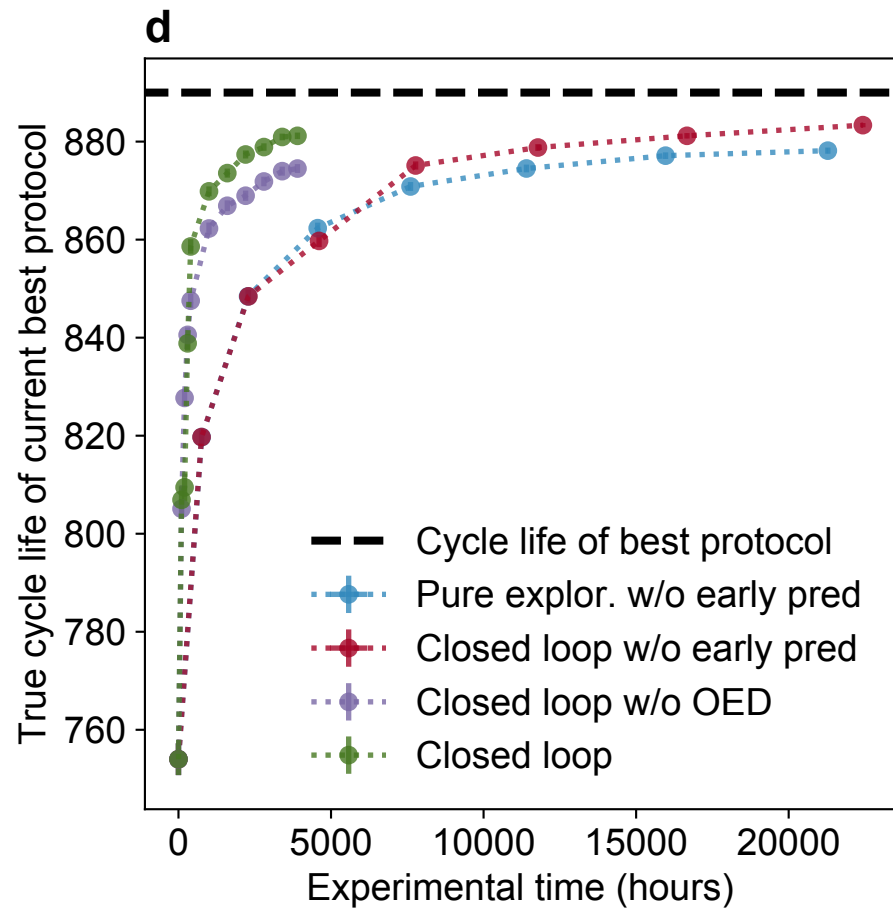 d
True cycle life of current best protocol
880
860
840
820
800
780
760
Cycle life of best protocol
Pure explor. w/o early pred
Closed loop w/o early pred
Closed loop w/o OED
Closed loop
0 5000 10000 15000 20000
Experimental time (hours)